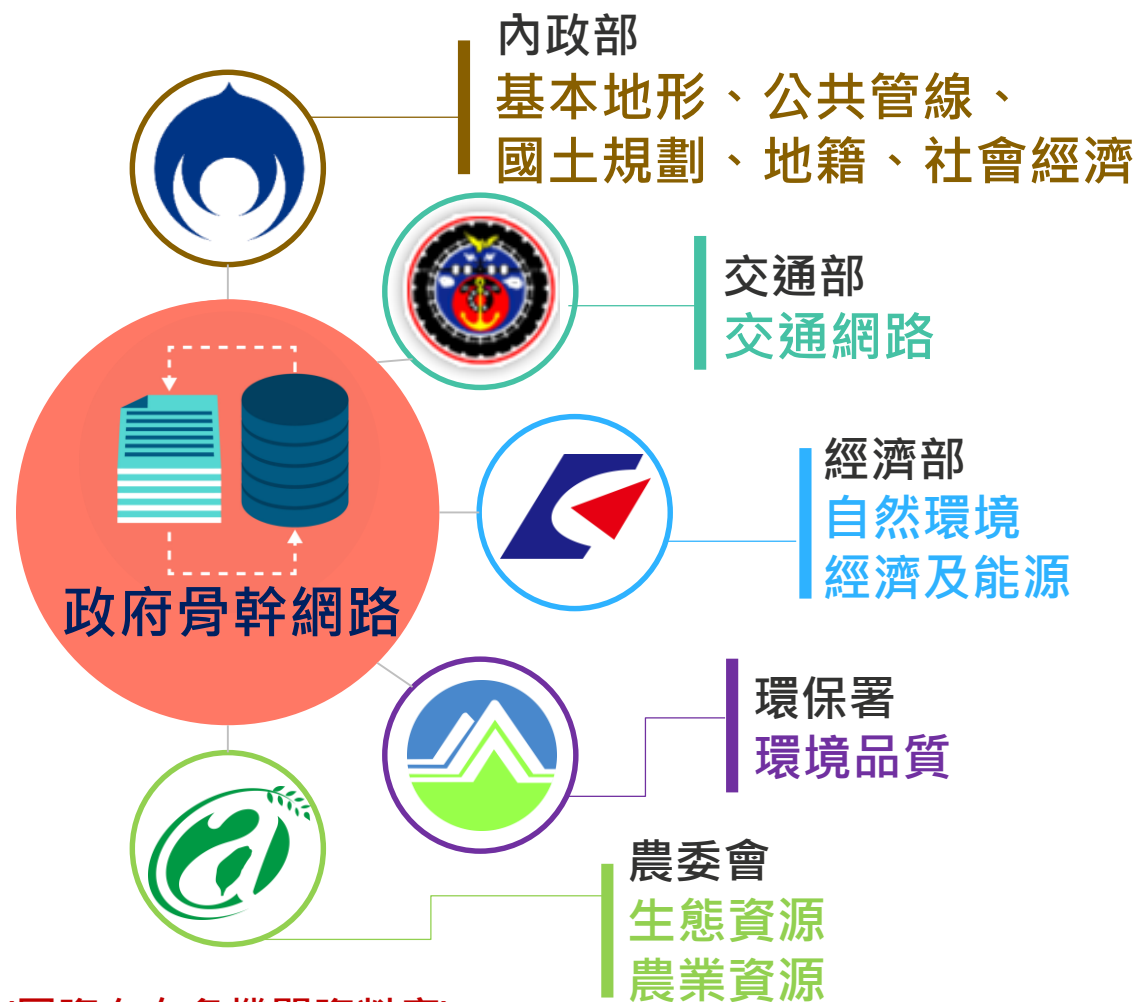 內政部
基本地形、公共管線、
國土規劃、地籍、社會經濟
交通部
交通網路
經濟部
自然環境
經濟及能源
政府骨幹網路
環保署
環境品質
農委會
生態資源
農業資源